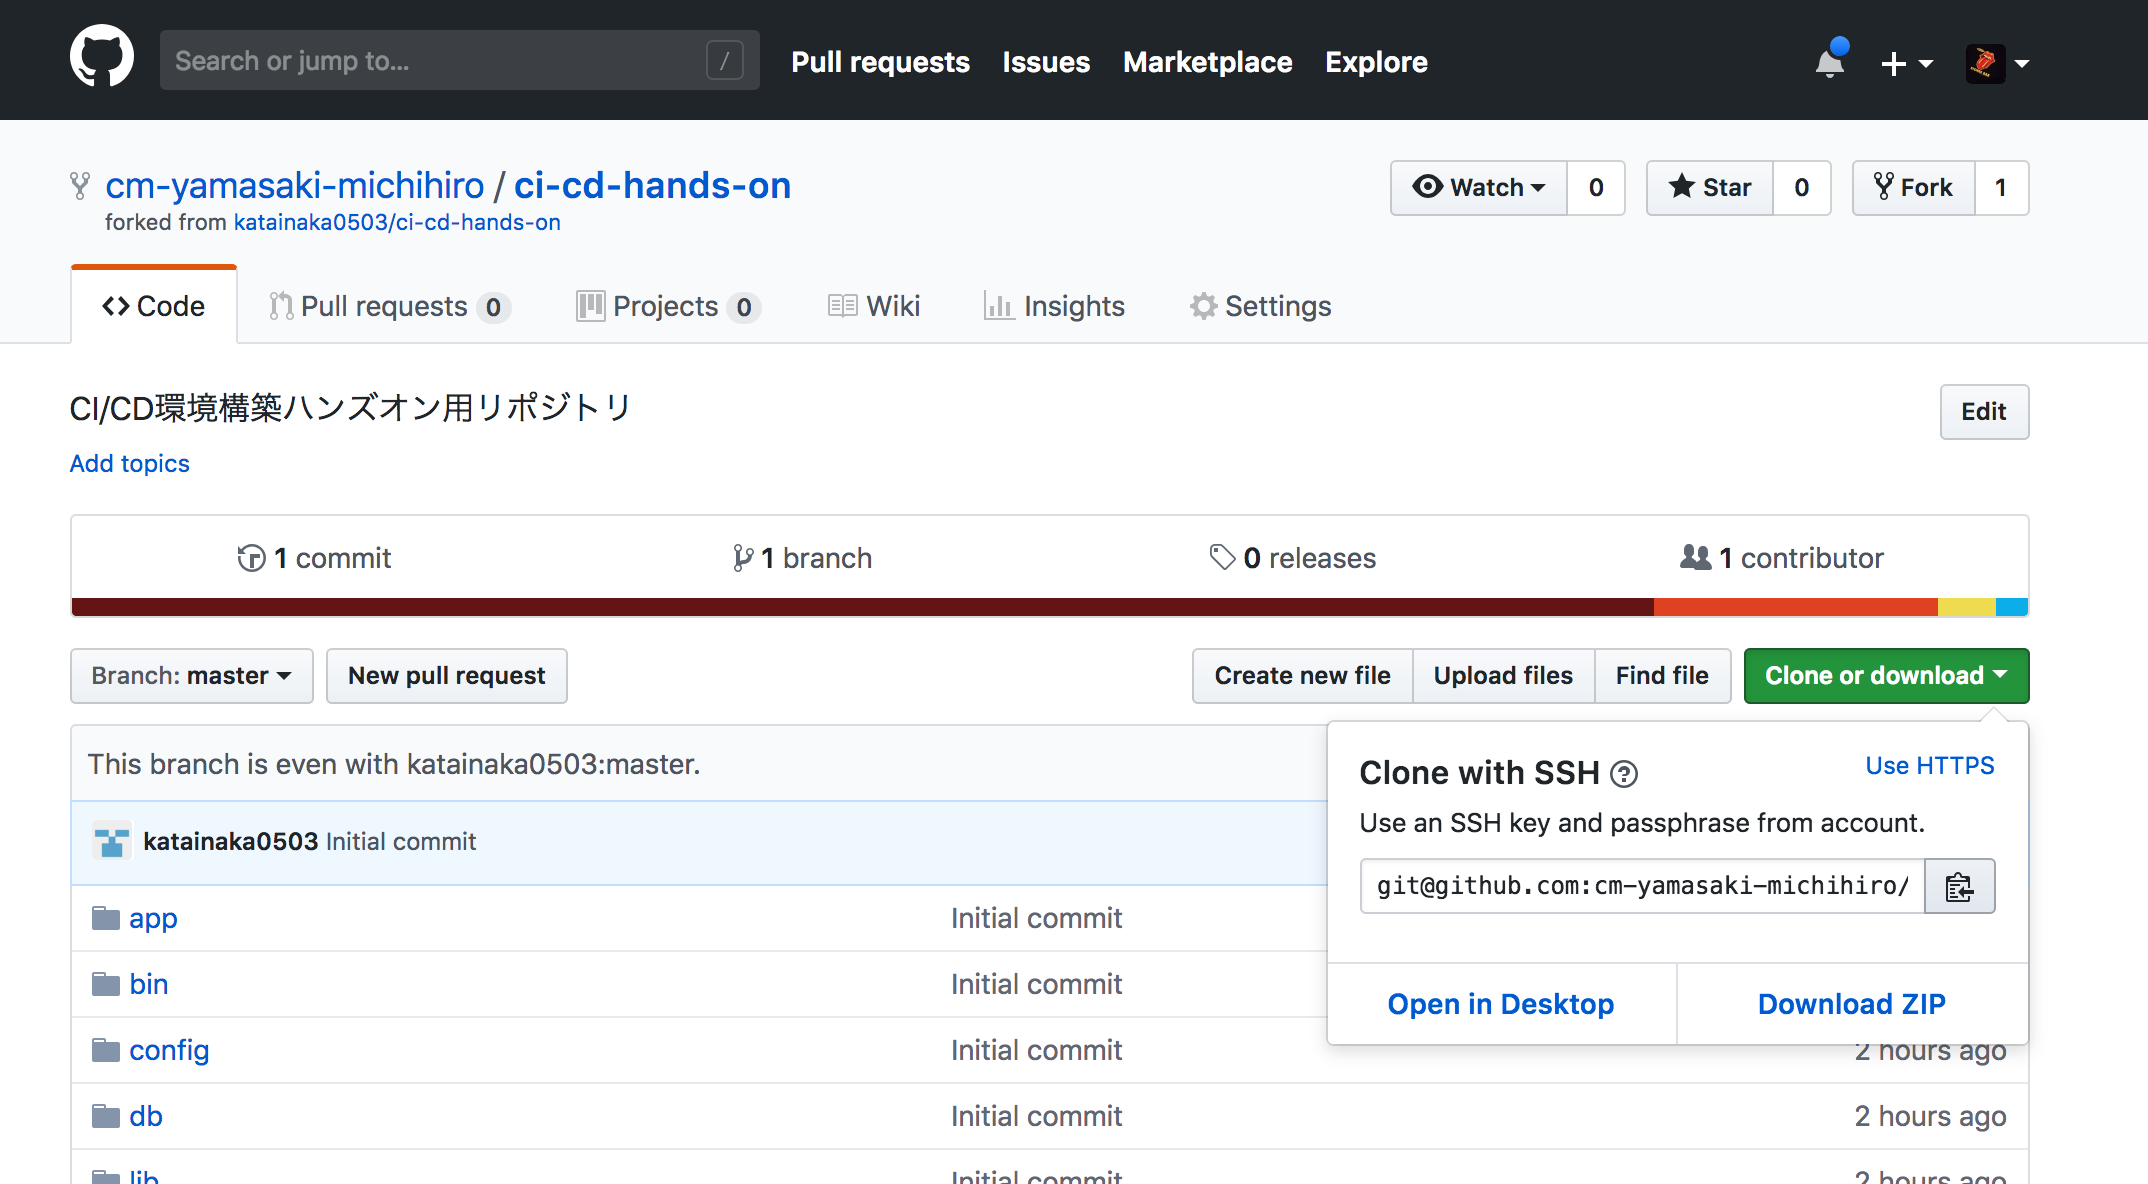 Search or jump to... /
Pull requests Issues Marketplace Explore
cm-yamasaki-michihiro / ci-cd-hands-on
forked from katainaka0503/ci-cd-hands-on
Watch 0 Star 0 Fork 1
Code Pull requests 0 Projects 0 Wiki Insights Settings
CI/CD環境構築ハンズオン用リポジトリ
Edit
Add topics
1 commit 1 branch 0 releases 1 contributor
Branch: master New pull request Create new file Upload files Find file Clone or download
This branch is even with katainaka0503:master.
Clone with SSH Use HTTPS
Use an SSH key and passphrase from account.
git@github.com:cm-yamasaki-michihiro/
Open in Desktop Download ZIP
katainaka0503 Initial commit
app Initial commit
bin Initial commit
config Initial commit 2 hours ago
db Initial commit 2 hours ago
lib Initial commit 2 hours ago